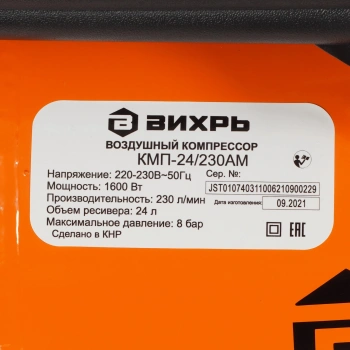 ВИХРЬ
ВОЗДУШНЫЙ КОМПРЕССОР
КМП-24/230АМ
Напряжение: 220-230В~50Гц
Мощность: 1600 Вт
Производительность: 230 л/мин
Объем ресивера: 24 л
Максимальное давление: 8 бар
Сделано в КНР
Сер. №:
JST010740311006210900229
Дата изготовления:
09.2021
EAC